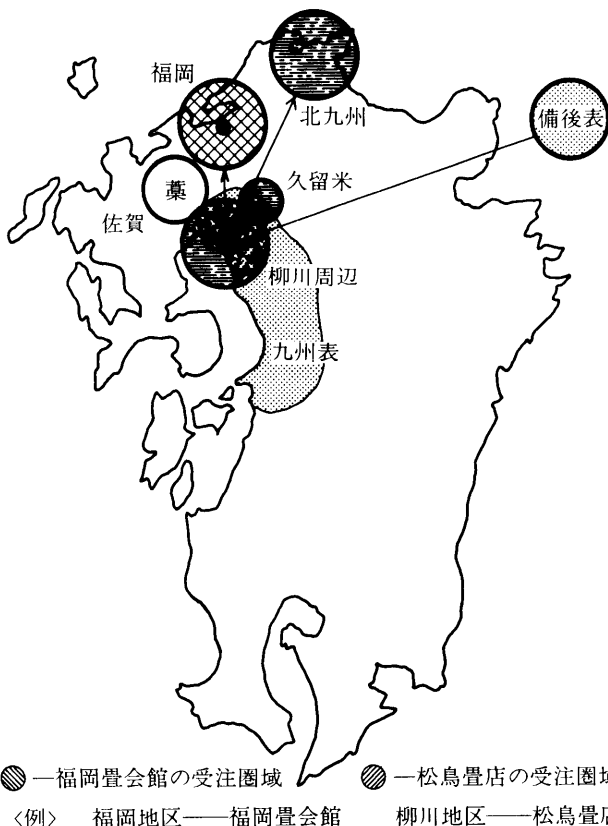 福岡
北九州
備後表
藁
久留米
佐賀
柳川周辺
九州表
—福岡畳会館の受注圏域 —松鳥畳店の受注圏域
〈例〉 福岡地区——福岡畳会館 柳川地区——松鳥畳店